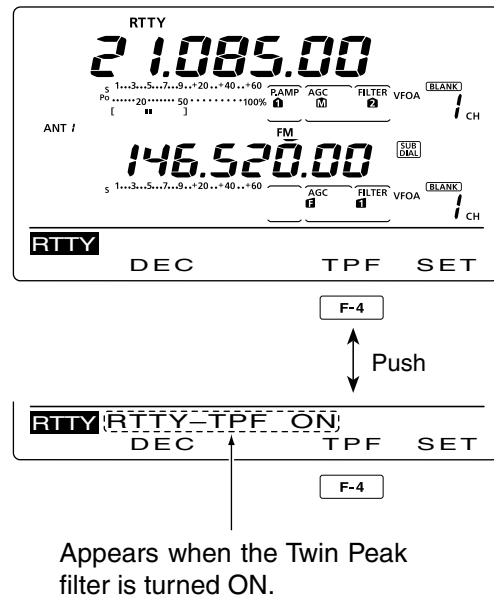 RTTY
21.085.00
S 1...3...5...7...9..+20..+40..+60
Po ......20.......50.........100%
P.AMP 1 AGC M FILTER 2 VFOA BLANK 1 CH
[ ]
ANT 1
FM
146.520.00
SUB DIAL
S 1...3...5...7...9..+20..+40..+60
AGC F FILTER 1 VFOA BLANK 1 CH
RTTY
DEC TPF SET
F-4
Push
RTTY RTTY–TPF ON
DEC TPF SET
F-4
Appears when the Twin Peak
filter is turned ON.